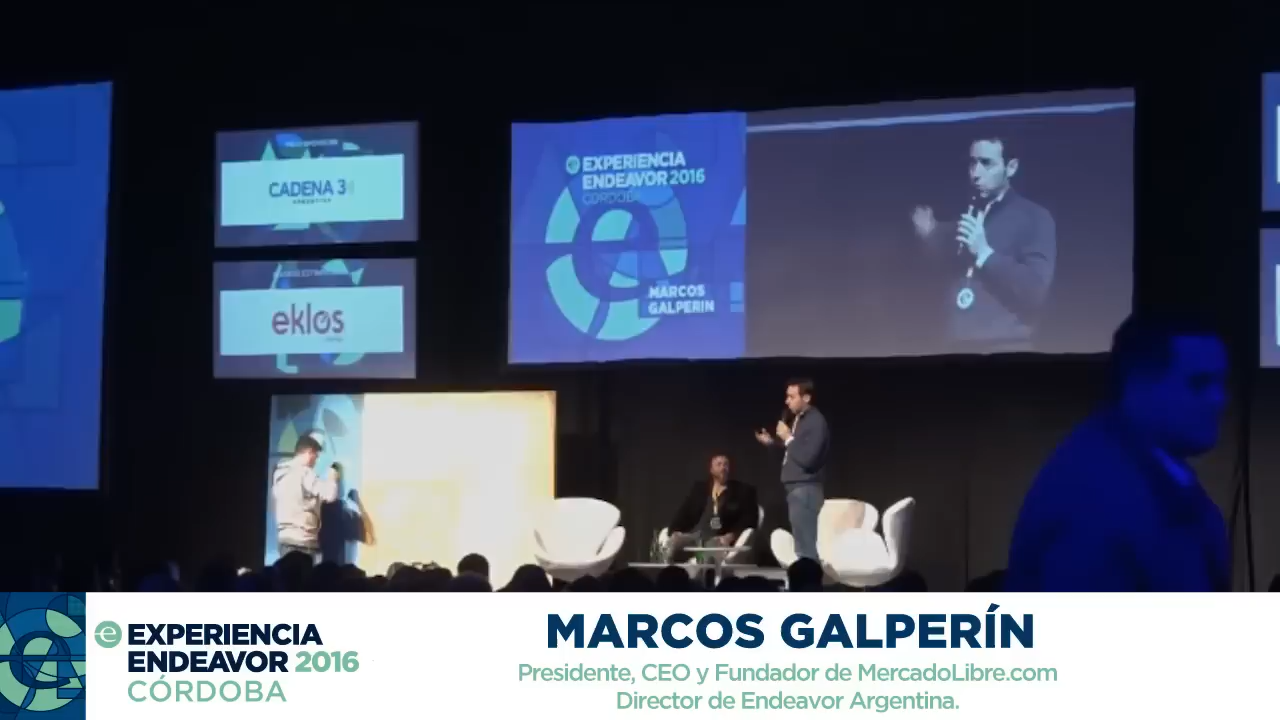 CADENA 3
ARGENTINA
eklos
EXPERIENCIA
ENDEAVOR 2016
CÓRDOBA
MARCOS
GALPERIN
EXPERIENCIA
ENDEAVOR 2016
CÓRDOBA
MARCOS GALPERÍN
Presidente, CEO y Fundador de MercadoLibre.com
Director de Endeavor Argentina.